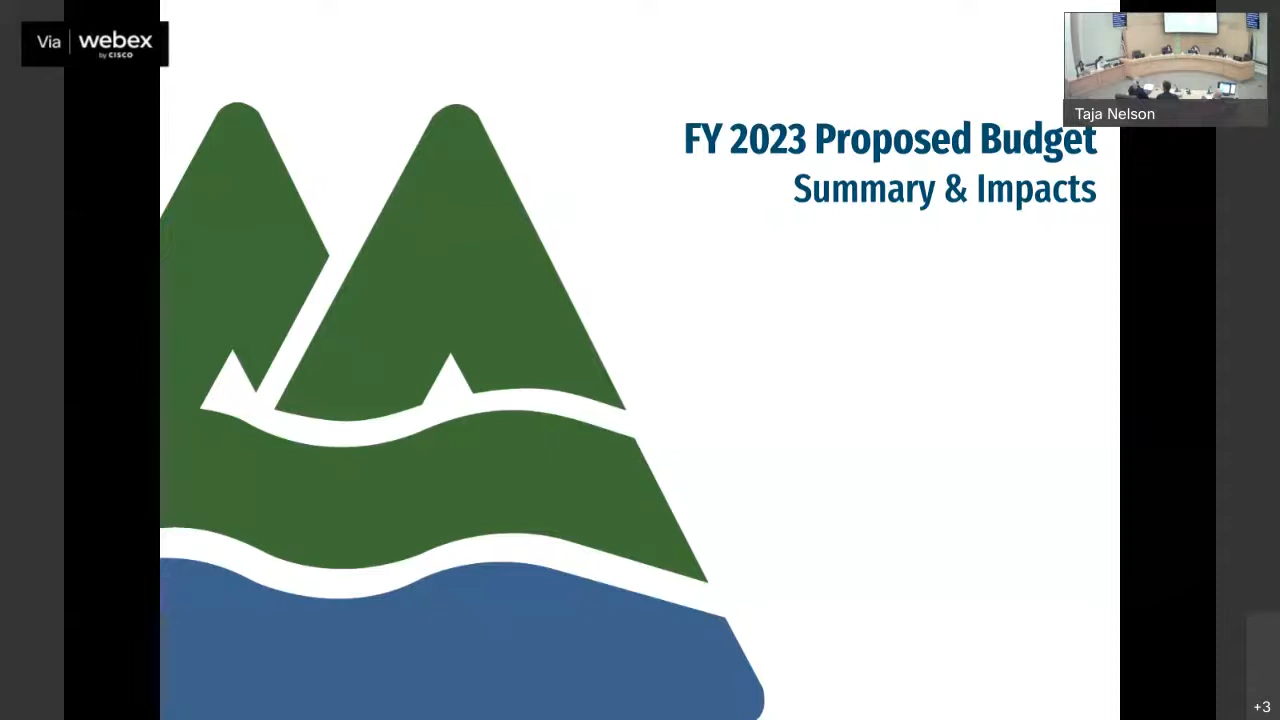 Via webex
by CISCO
Taja Nelson
FY 2023 Proposed Budget
Summary & Impacts
+3